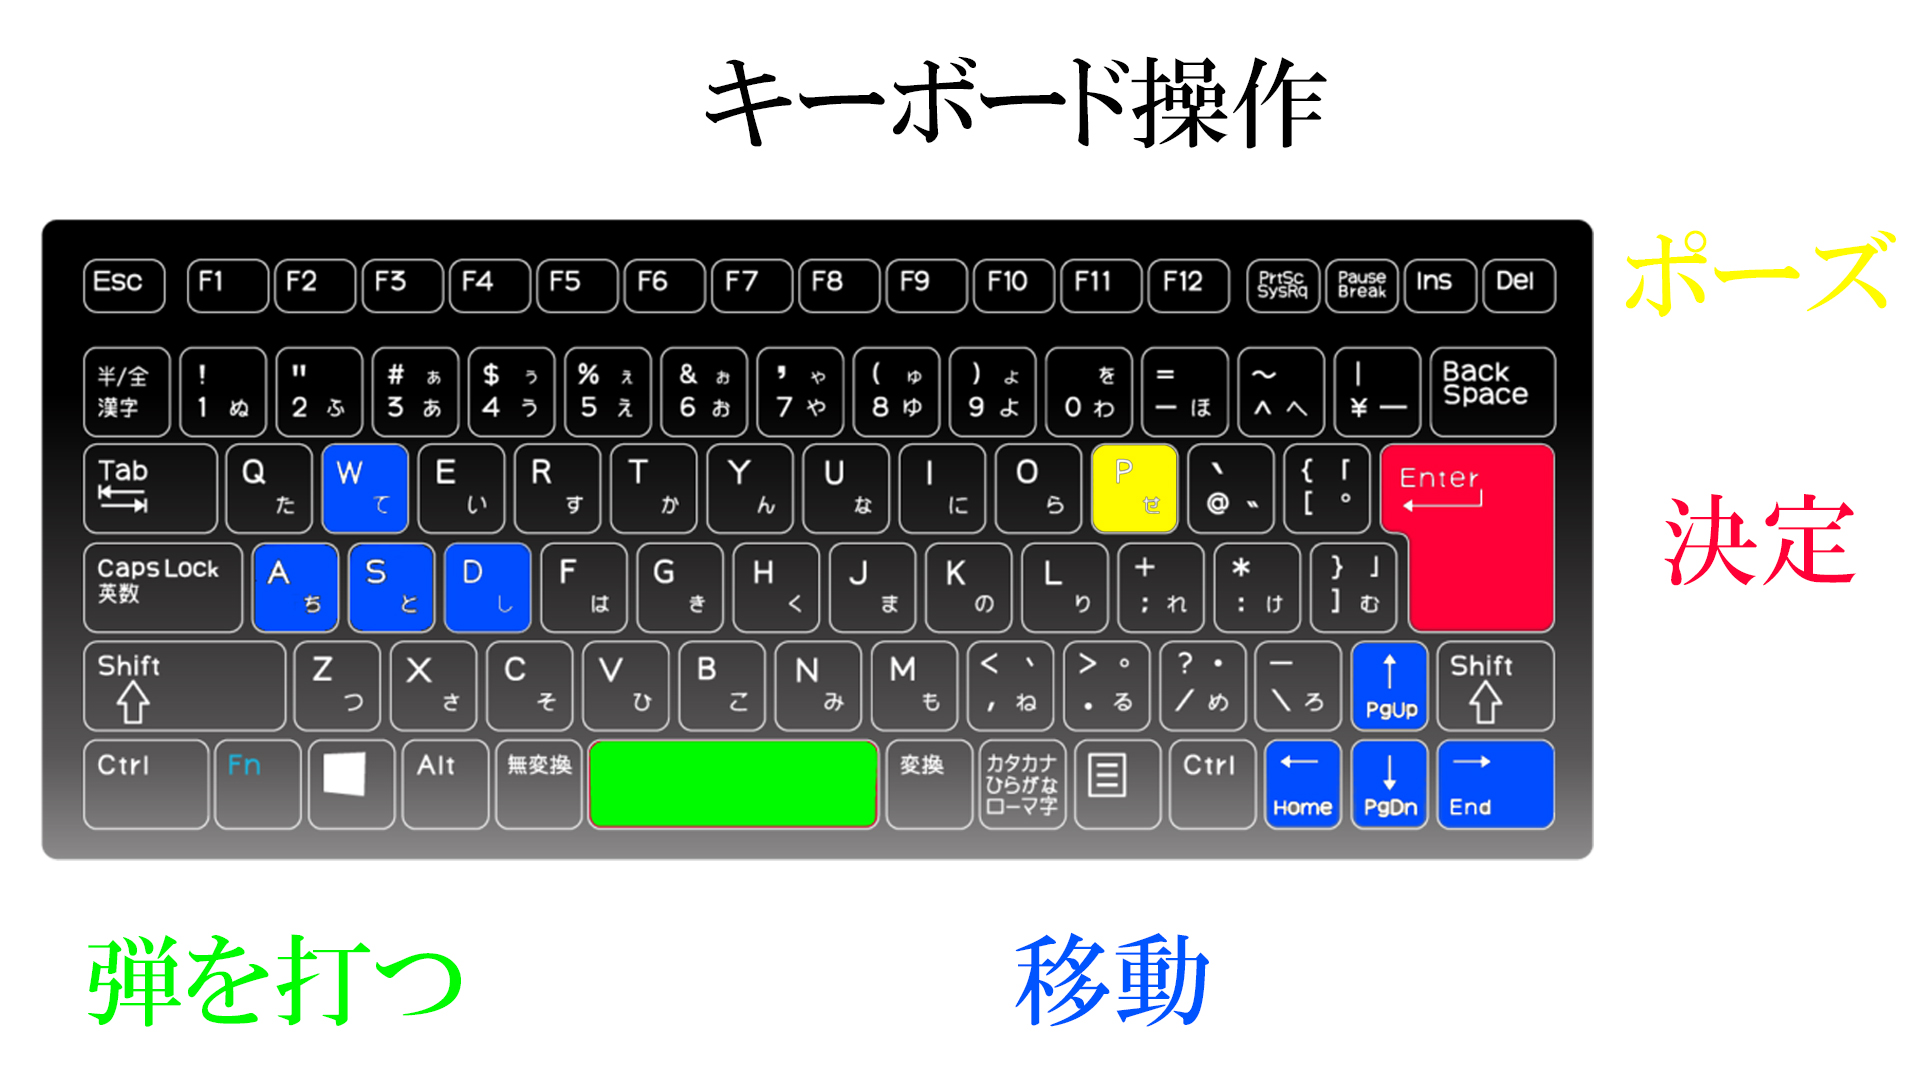 キーボード操作
ポーズ
Esc F1 F2 F3 F4 F5 F6 F7 F8 F9 F10 F11 F12 PrtSc SysRq Pause Break Ins Del
半/全 漢字 ! 1 ぬ " 2 ふ # ぁ 3 あ $ ぅ 4 う % ぇ 5 え & ぉ 6 お ' ゃ 7 や ( ゅ 8 ゆ ) ょ 9 よ を 0 わ = - ほ ~ ^ へ | ¥ ー Back Space
Tab Q た W て E い R す T か Y ん U な I に O ら P せ ` @ ゛ { 「 [ ゜ Enter
決定
Caps Lock 英数 A ち S と D し F は G き H く J ま K の L り + ; れ * : け } 」 ] む
Shift Z つ X さ C そ V ひ B こ N み M も < 、 , ね > 。 . る ? ・ / め _ \ ろ ↑ PgUp Shift
Ctrl Fn Alt 無変換 変換 カタカナ ひらがな ローマ字 Ctrl ← Home ↓ PgDn → End
弾を打つ
移動